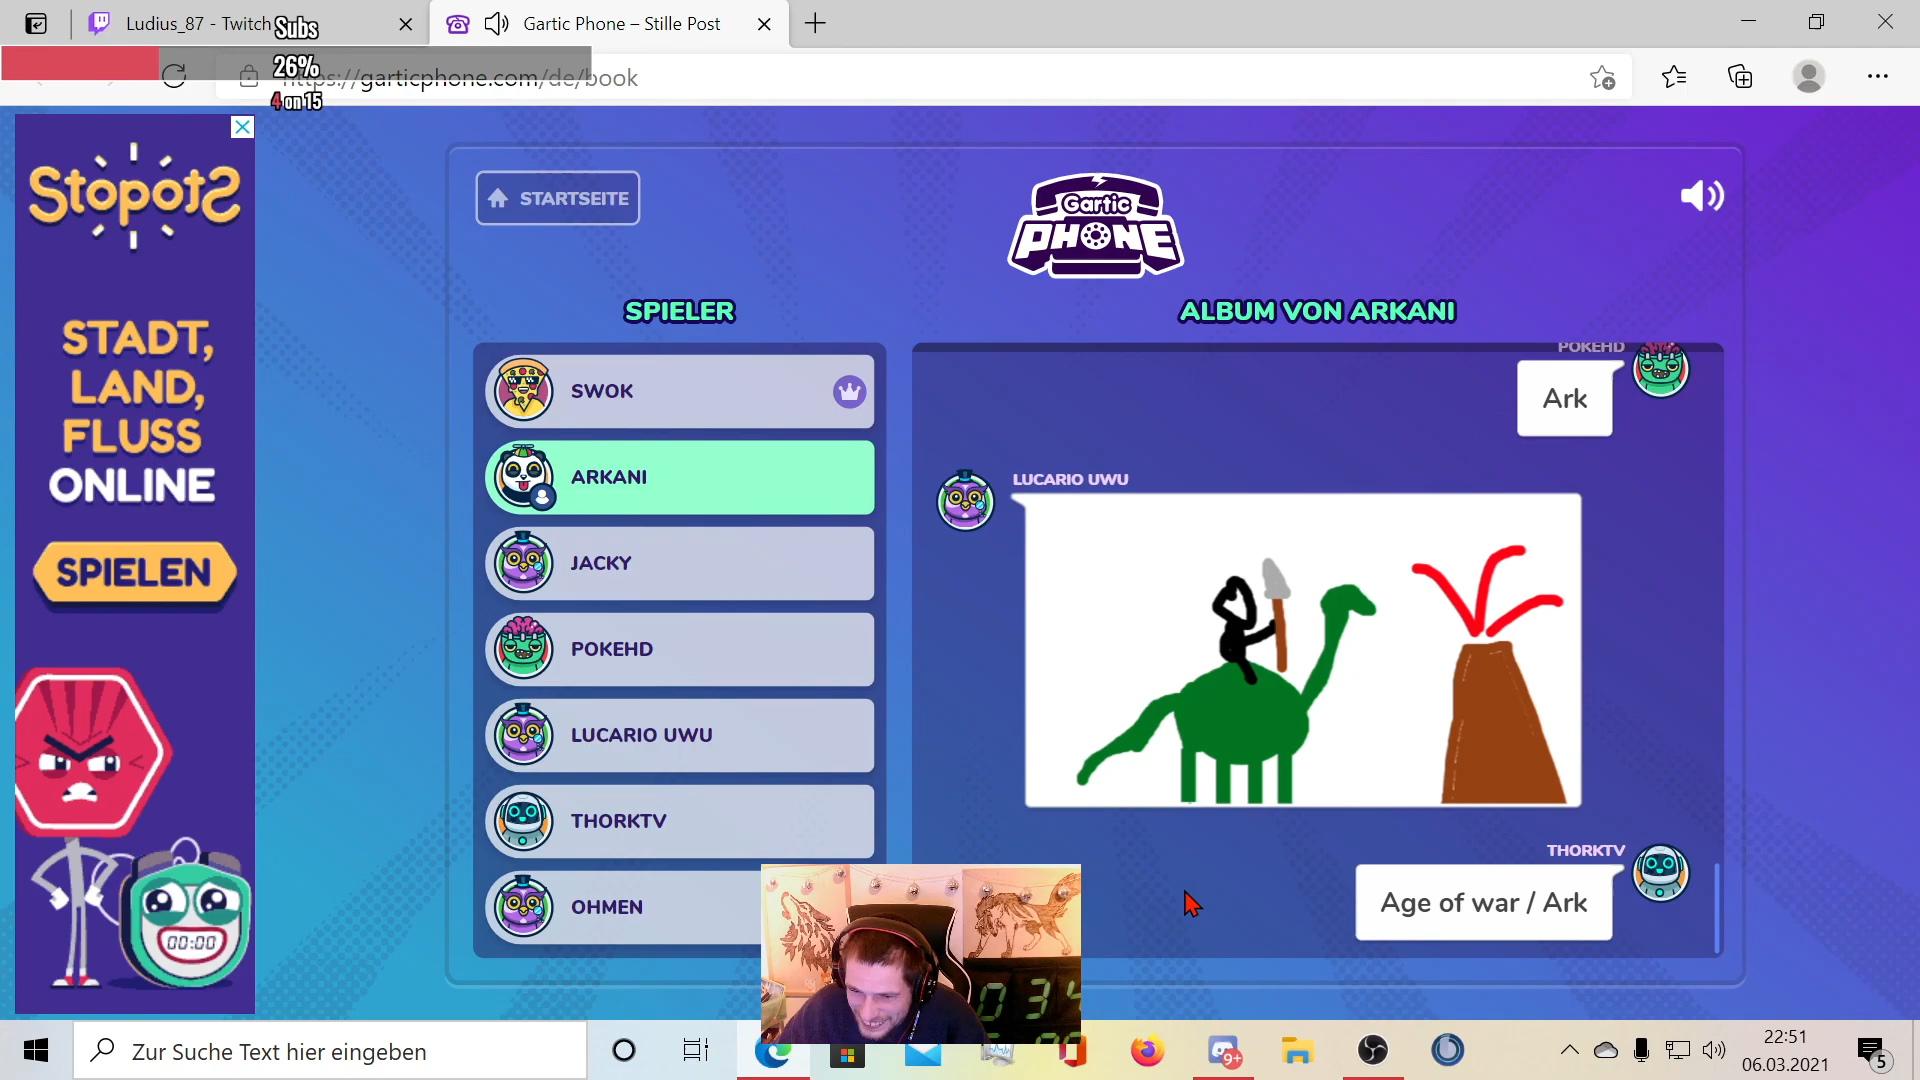 Ludius_87 - Twitch
Gartic Phone – Stille Post
Subs
26%
4 on 15
https://garticphone.com/de/book
StopotS
STADT,
LAND,
FLUSS
ONLINE
SPIELEN
00:00
STARTSEITE
Gartic
PHONE
SPIELER
SWOK
ARKANI
JACKY
POKEHD
LUCARIO UWU
THORKTV
OHMEN
ALBUM VON ARKANI
POKEHD
Ark
LUCARIO UWU
THORKTV
Age of war / Ark
Zur Suche Text hier eingeben
9+
22:51
06.03.2021
5